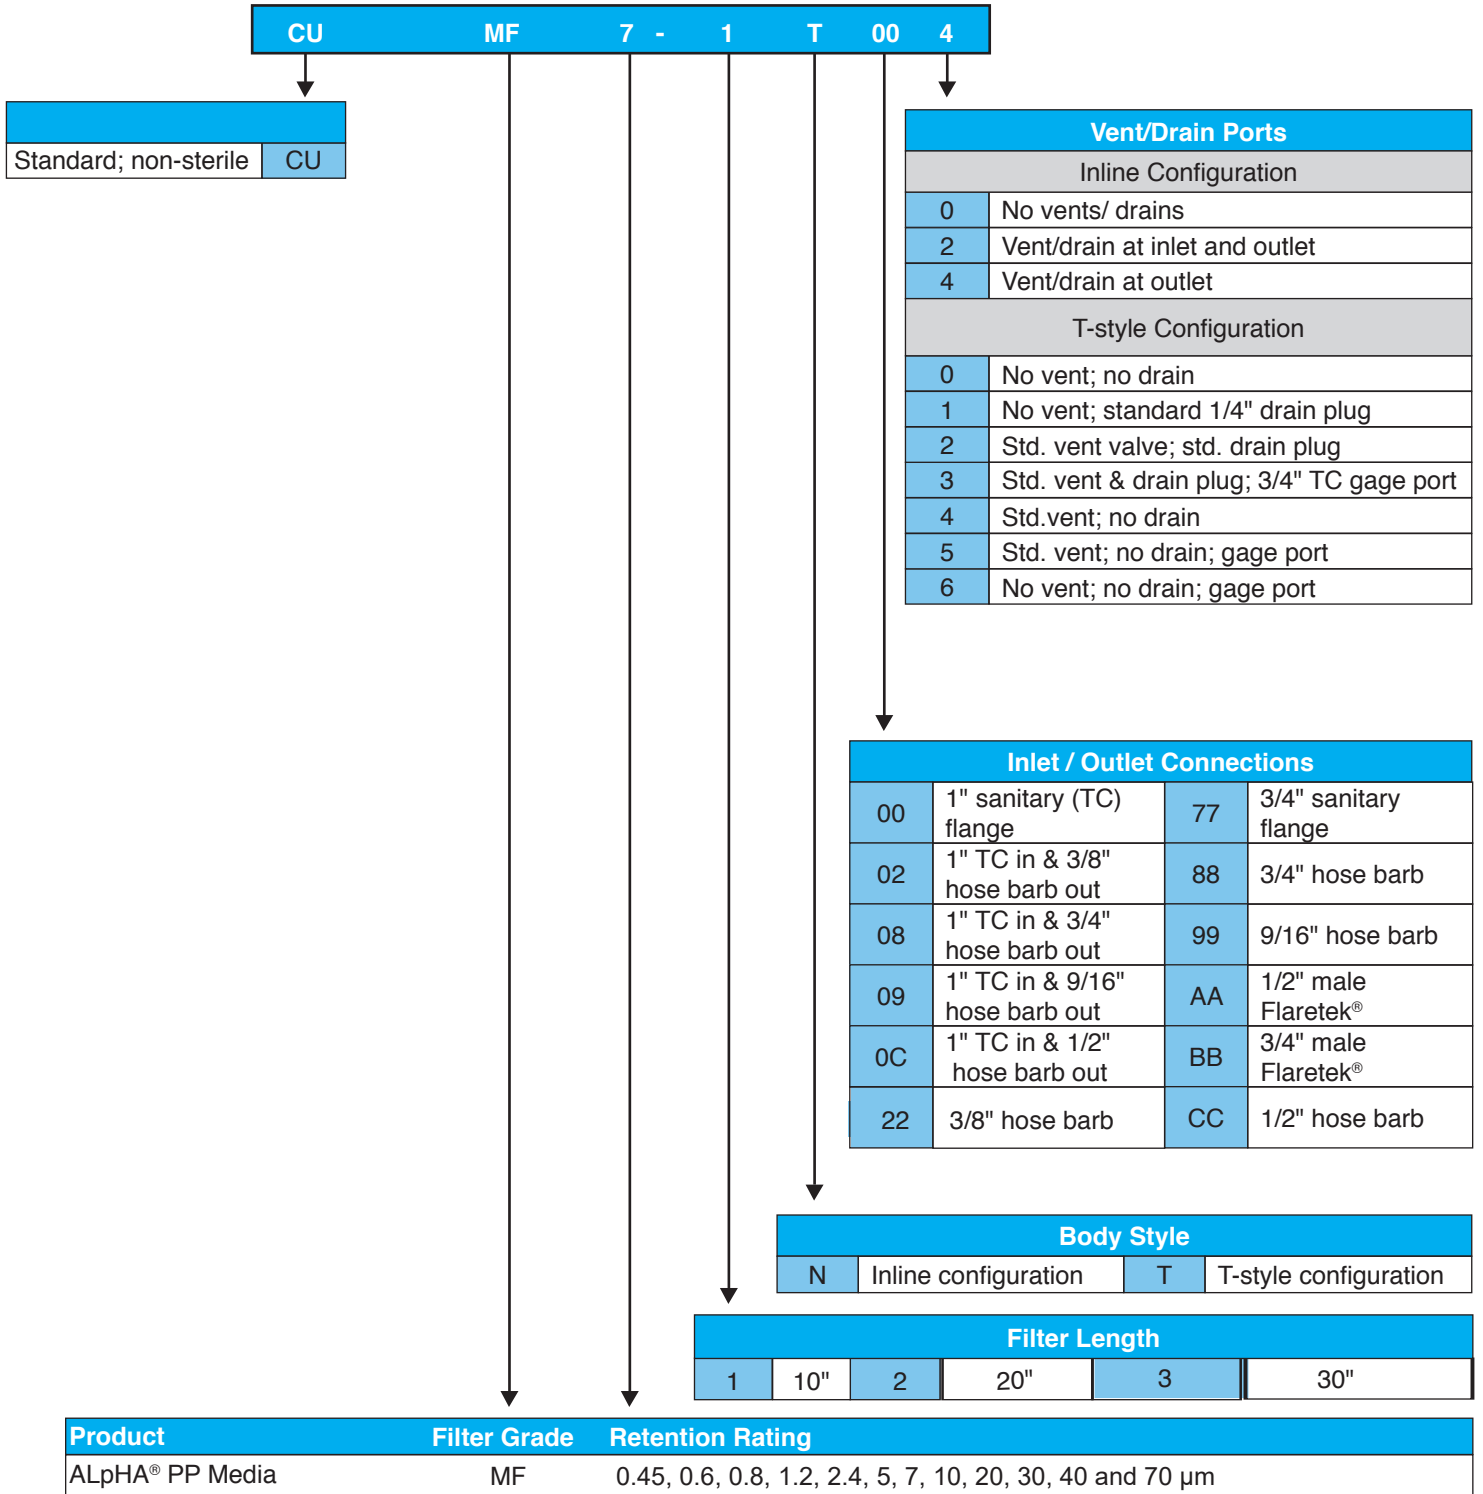 CU MF 7 - 1 T 00 4
Standard; non-sterile CU
Vent/Drain Ports
Inline Configuration
0 No vents/ drains
2 Vent/drain at inlet and outlet
4 Vent/drain at outlet
T-style Configuration
0 No vent; no drain
1 No vent; standard 1/4" drain plug
2 Std. vent valve; std. drain plug
3 Std. vent & drain plug; 3/4" TC gage port
4 Std.vent; no drain
5 Std. vent; no drain; gage port
6 No vent; no drain; gage port
Inlet / Outlet Connections
00 1" sanitary (TC) flange 77 3/4" sanitary flange
02 1" TC in & 3/8" hose barb out 88 3/4" hose barb
08 1" TC in & 3/4" hose barb out 99 9/16" hose barb
09 1" TC in & 9/16" hose barb out AA 1/2" male Flaretek®
0C 1" TC in & 1/2" hose barb out BB 3/4" male Flaretek®
22 3/8" hose barb CC 1/2" hose barb
Body Style
N Inline configuration T T-style configuration
Filter Length
1 10" 2 20" 3 30"
Product Filter Grade Retention Rating
ALpHA® PP Media MF 0.45, 0.6, 0.8, 1.2, 2.4, 5, 7, 10, 20, 30, 40 and 70 µm